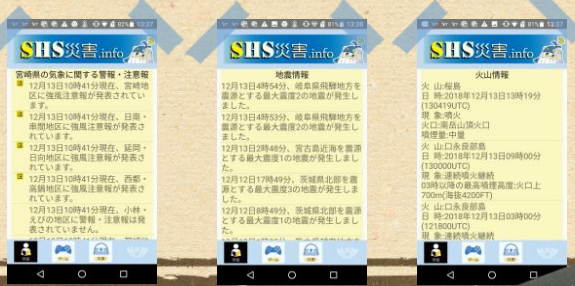 92% 13:37
SHS災害.info
宮崎県の気象に関する警報・注意報
12月13日10時41分現在、宮崎地
区に強風注意報が発表されてい
ます。
12月13日10時41分現在、日南・
串間地区に強風注意報が発表さ
れています。
12月13日10時41分現在、延岡・
日向地区に強風注意報が発表さ
れています。
12月13日10時41分現在、西都・
高鍋地区に強風注意報が発表さ
れています。
12月13日10時41分現在、小林・
えびの地区に警報・注意報は発
表されていません。
81% 13:38
SHS災害.info
地震情報
12月13日4時54分、岐阜県飛騨地方を
震源とする最大震度2の地震が発生し
ました。
12月13日4時53分、岐阜県飛騨地方を
震源とする最大震度2の地震が発生し
ました。
12月13日2時48分、宮古島近海を震源
とする最大震度1の地震が発生しまし
た。
12月12日17時49分、茨城県北部を震
源とする最大震度3の地震が発生しま
した。
12月12日8時49分、茨城県北部を震源
とする最大震度1の地震が発生しまし
た。
81% 13:37
SHS災害.info
火山情報
火 山:桜島
日 時:2018年12月13日13時19分
(130419UTC)
現 象:噴火
火口:南岳山頂火口
噴煙量:中量
火 山:口永良部島
日 時:2018年12月13日09時00分
(130000UTC)
現 象:連続噴火継続
03時以降の最高噴煙高度:火口上
700m(海抜4200FT)
火 山:口永良部島
日 時:2018年12月13日03時00分
(121800UTC)
現 象:連続噴火継続